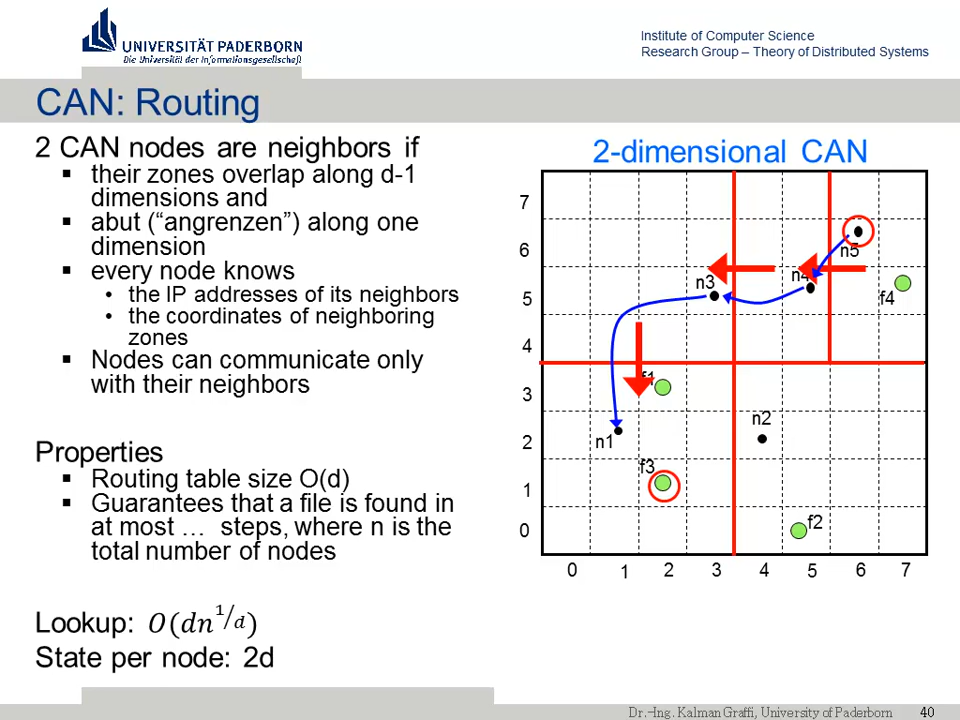 UNIVERSITÄT PADERBORN
Die Universität der Informationsgesellschaft
Institute of Computer Science
Research Group – Theory of Distributed Systems
CAN: Routing
2 CAN nodes are neighbors if
▪ their zones overlap along d-1
dimensions and
▪ abut (“angrenzen”) along one
dimension
▪ every node knows
• the IP addresses of its neighbors
• the coordinates of neighboring
zones
▪ Nodes can communicate only
with their neighbors
Properties
▪ Routing table size O(d)
▪ Guarantees that a file is found in
at most … steps, where n is the
total number of nodes
Lookup: O(dn^1/d)
State per node: 2d
2-dimensional CAN
7
6
5
4
3
2
1
0
n5
n4
n3
f4
f1
n2
n1
f3
f2
0 1 2 3 4 5 6 7
Dr.-Ing. Kalman Graffi, University of Paderborn 40